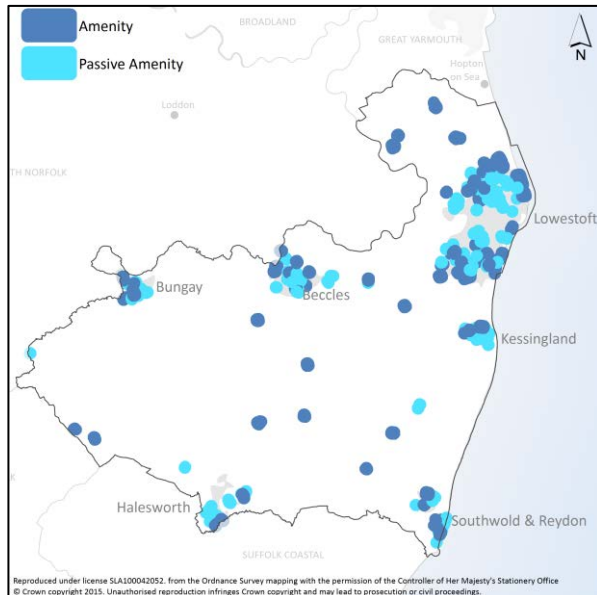 Amenity
Passive Amenity
BROADLAND
GREAT YARMOUTH
Hopton
on Sea
N
Loddon
TH NORFOLK
Lowestoft
Bungay
Beccles
Kessingland
Halesworth
Southwold & Reydon
SUFFOLK COASTAL
Reproduced under license SLA100042052. from the Ordnance Survey mapping with the permission of the Controller of Her Majesty's Stationery Office
© Crown copyright 2015. Unauthorised reproduction infringes Crown copyright and may lead to prosecution or civil proceedings.